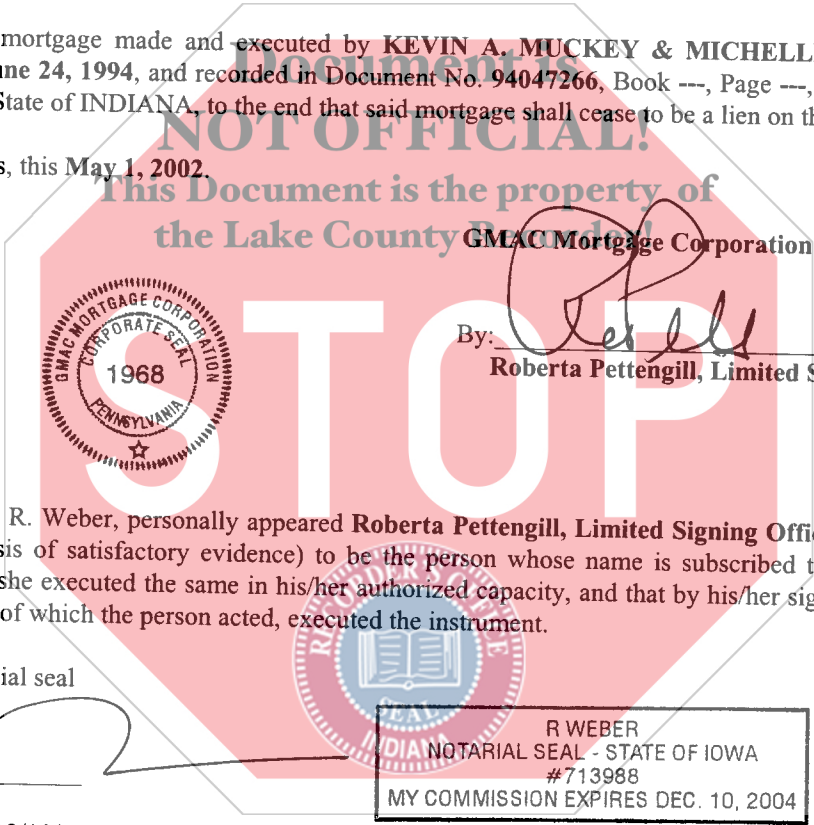 mortgage made and executed by KEVIN A. MUCKEY & MICHELL
ne 24, 1994, and recorded in Document No. 94047266, Book ---, Page ---,
State of INDIANA, to the end that said mortgage shall cease to be a lien on th
s, this May 1, 2002.
Document is
NOT OFFICIAL!
This Document is the property of
the Lake County Recorder!
STOP
GMAC Mortgage Corporation
GMAC MORTGAGE CORPORATION
CORPORATE SEAL
1968
PENNSYLVANIA
By:
Roberta Pettengill, Limited S
R. Weber, personally appeared Roberta Pettengill, Limited Signing Offi
sis of satisfactory evidence) to be the person whose name is subscribed t
she executed the same in his/her authorized capacity, and that by his/her sig
of which the person acted, executed the instrument.
ial seal
RECORDER'S OFFICE
SEAL
INDIANA
R WEBER
NOTARIAL SEAL - STATE OF IOWA
#713988
MY COMMISSION EXPIRES DEC. 10, 2004